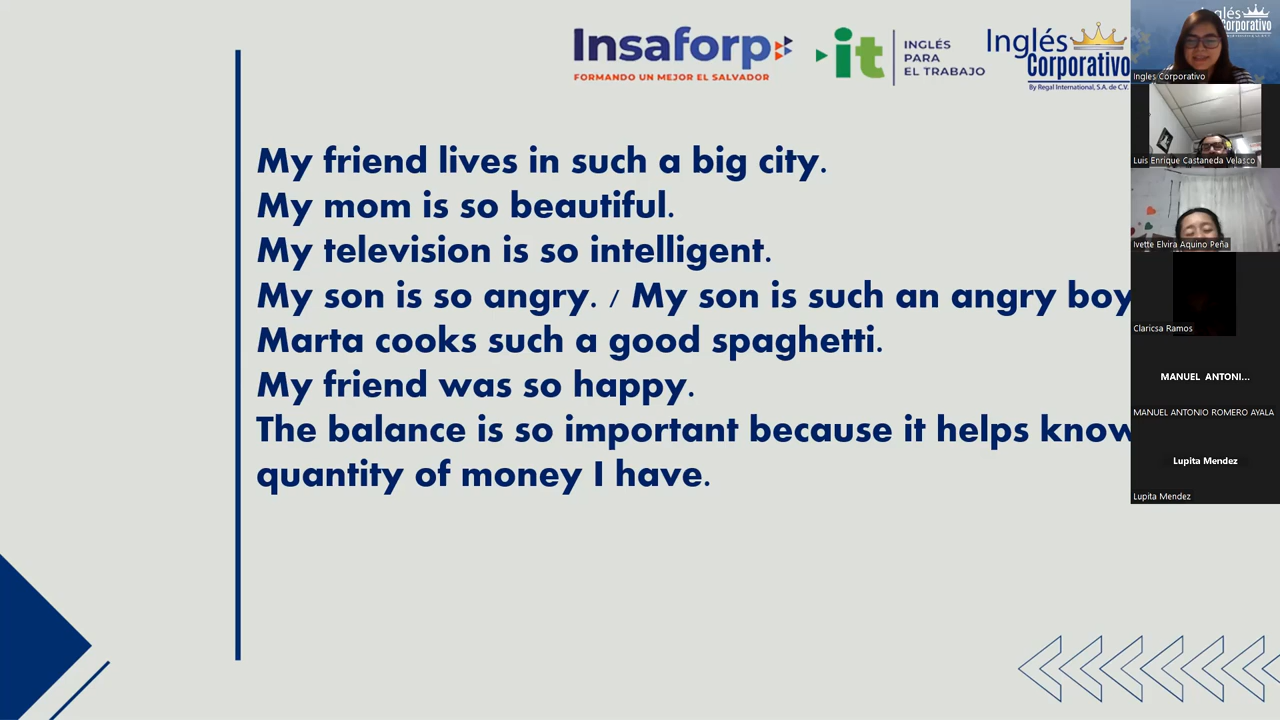 Insaforp
FORMANDO UN MEJOR EL SALVADOR
it
INGLÉS
PARA
EL TRABAJO
Inglés
Corporativo
By Regal International, S.A. de C.V.
My friend lives in such a big city.
My mom is so beautiful.
My television is so intelligent.
My son is so angry. / My son is such an angry boy
Marta cooks such a good spaghetti.
My friend was so happy.
The balance is so important because it helps know
quantity of money I have.
Corporativo
Ingles Corporativo
Luis Enrique Castaneda Velasco
Ivette Elvira Aquino Peña
Claricsa Ramos
MANUEL ANTONI...
MANUEL ANTONIO ROMERO AYALA
Lupita Mendez
Lupita Mendez